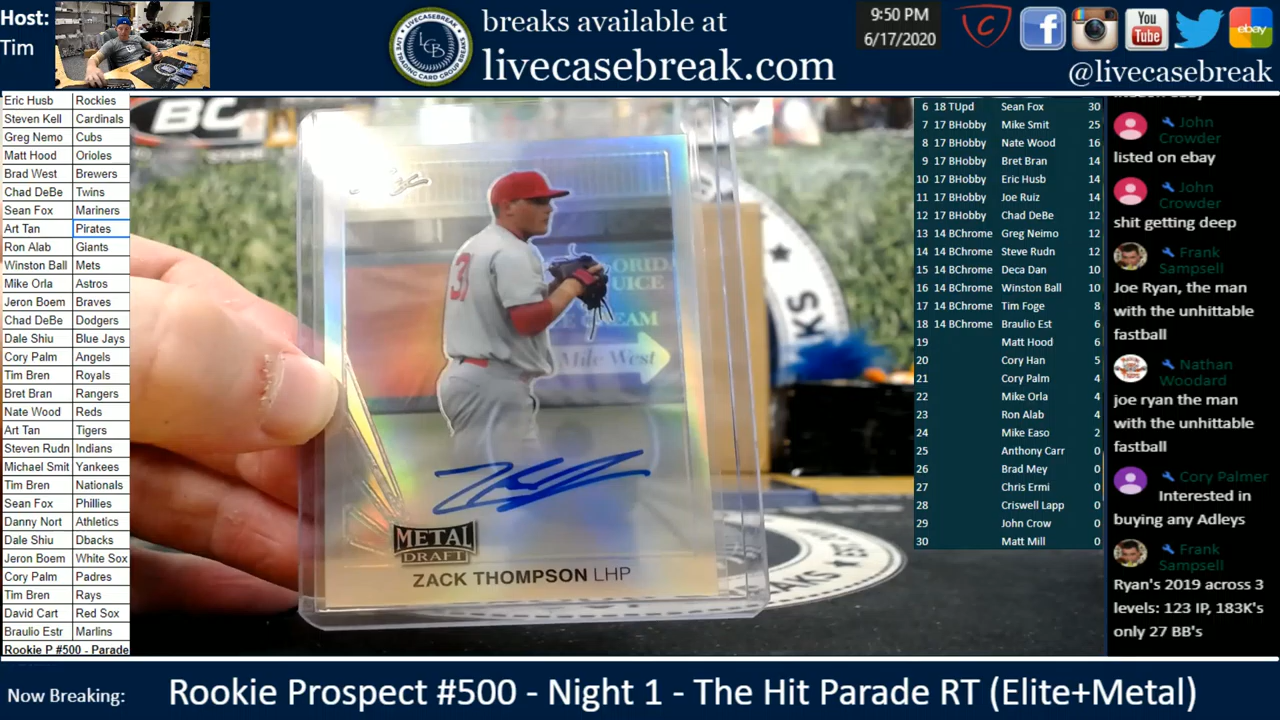 Host:
Tim
LCB
breaks available at
livecasebreak.com
9:50 PM
6/17/2020
You
Tube
ebay
@livecasebreak
Eric Husb Rockies
Steven Kell Cardinals
Greg Nemo Cubs
Matt Hood Orioles
Brad West Brewers
Chad DeBe Twins
Sean Fox Mariners
Art Tan Pirates
Ron Alab Giants
Winston Ball Mets
Mike Orla Astros
Jeron Boem Braves
Chad DeBe Dodgers
Dale Shiu Blue Jays
Cory Palm Angels
Tim Bren Royals
Bret Bran Rangers
Nate Wood Reds
Art Tan Tigers
Steven Rudn Indians
Michael Smit Yankees
Tim Bren Nationals
Sean Fox Phillies
Danny Nort Athletics
Dale Shiu Dbacks
Jeron Boem White Sox
Cory Palm Padres
Tim Bren Rays
David Cart Red Sox
Braulio Estr Marlins
Rookie P #500 - Parade
BC
31
Mile West
METAL
DRAFT
ZACK THOMPSON LHP
6 18 TUpd Sean Fox 30
7 17 BHobby Mike Smit 25
8 17 BHobby Nate Wood 16
9 17 BHobby Bret Bran 14
10 17 BHobby Eric Husb 14
11 17 BHobby Joe Ruiz 14
12 17 BHobby Chad DeBe 12
13 14 BChrome Greg Neimo 12
14 14 BChrome Steve Rudn 12
15 14 BChrome Deca Dan 10
16 14 BChrome Winston Ball 10
17 14 BChrome Tim Foge 8
18 14 BChrome Braulio Est 6
19 Matt Hood 6
20 Cory Han 5
21 Cory Palm 4
22 Mike Orla 4
23 Ron Alab 4
24 Mike Easo 2
25 Anthony Carr 0
26 Brad Mey 0
27 Chris Ermi 0
28 Criswell Lapp 0
29 John Crow 0
30 Matt Mill 0
John
Crowder
listed on ebay
John
Crowder
shit getting deep
Frank
Sampsell
Joe Ryan, the man
with the unhittable
fastball
Nathan
Woodard
joe ryan the man
with the unhittable
fastball
Cory Palmer
Interested in
buying any Adleys
Frank
Sampsell
Ryan's 2019 across 3
levels: 123 IP, 183K's
only 27 BB's
Now Breaking:
Rookie Prospect #500 - Night 1 - The Hit Parade RT (Elite+Metal)